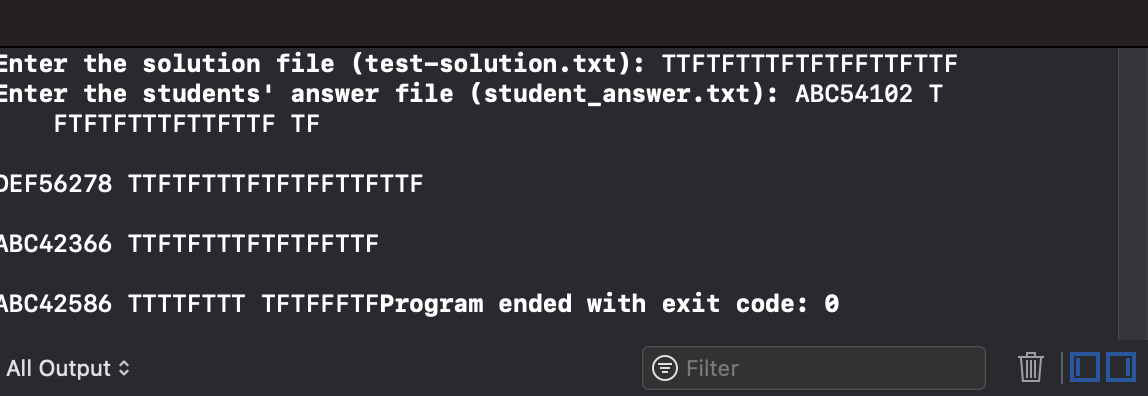 Enter the solution file (test-solution.txt): TTFTFTTTFTFTFFTTFTTF
Enter the students' answer file (student_answer.txt): ABC54102 T
FTFTFTTTFTTFTTF TF
DEF56278 TTFTFTTTFTFTFFTTFTTF
ABC42366 TTFTFTTTFTFTFFTTF
ABC42586 TTTTFTTT TFTFFFTFProgram ended with exit code: 0
All Output
Filter